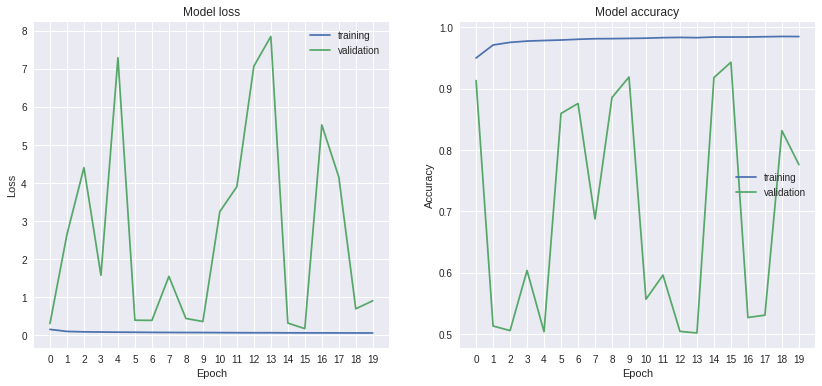 Model loss
Loss
8
7
6
5
4
3
2
1
0
training
validation
0 1 2 3 4 5 6 7 8 9 10 11 12 13 14 15 16 17 18 19
Epoch
Model accuracy
Accuracy
1.0
0.9
0.8
0.7
0.6
0.5
training
validation
0 1 2 3 4 5 6 7 8 9 10 11 12 13 14 15 16 17 18 19
Epoch